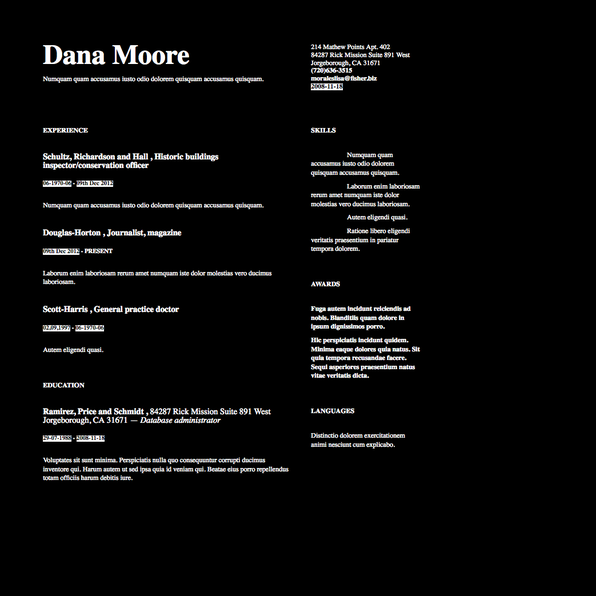 Dana Moore
Numquam quam accusamus iusto odio dolorem quisquam accusamus quisquam.
214 Mathew Points Apt. 402
84287 Rick Mission Suite 891 West
Jorgeborough, CA 31671
(720)636-3515
moraleslisa@fisher.biz
2008-11-18
EXPERIENCE
Schultz, Richardson and Hall , Historic buildings
inspector/conservation officer
06-1970-06 - 09th Dec 2012
Numquam quam accusamus iusto odio dolorem quisquam accusamus quisquam.
Douglas-Horton , Journalist, magazine
09th Dec 2012 - PRESENT
Laborum enim laboriosam rerum amet numquam iste dolor molestias vero ducimus
laboriosam.
Scott-Harris , General practice doctor
02.09.1997 - 06-1970-06
Autem eligendi quasi.
EDUCATION
Ramirez, Price and Schmidt , 84287 Rick Mission Suite 891 West
Jorgeborough, CA 31671 — Database administrator
29-07-1988 - 2008-11-18
Voluptates sit sunt minima. Perspiciatis nulla quo consequuntur corrupti ducimus
inventore qui. Harum autem ut sed ipsa quia id veniam qui. Beatae eius porro repellendus
totam officiis harum debitis iure.
SKILLS
Numquam quam
accusamus iusto odio dolorem
quisquam accusamus quisquam.
Laborum enim laboriosam
rerum amet numquam iste dolor
molestias vero ducimus laboriosam.
Autem eligendi quasi.
Ratione libero eligendi
veritatis praesentium in pariatur
tempora dolorem.
AWARDS
Fuga autem incidunt reiciendis ad
nobis. Blanditiis quam dolore in
ipsum dignissimos porro.
Hic perspiciatis incidunt quidem.
Minima eaque dolores quia natus. Sit
quia tempora recusandae facere.
Sequi asperiores praesentium natus
vitae veritatis dicta.
LANGUAGES
Distinctio dolorem exercitationem
animi nesciunt cum explicabo.